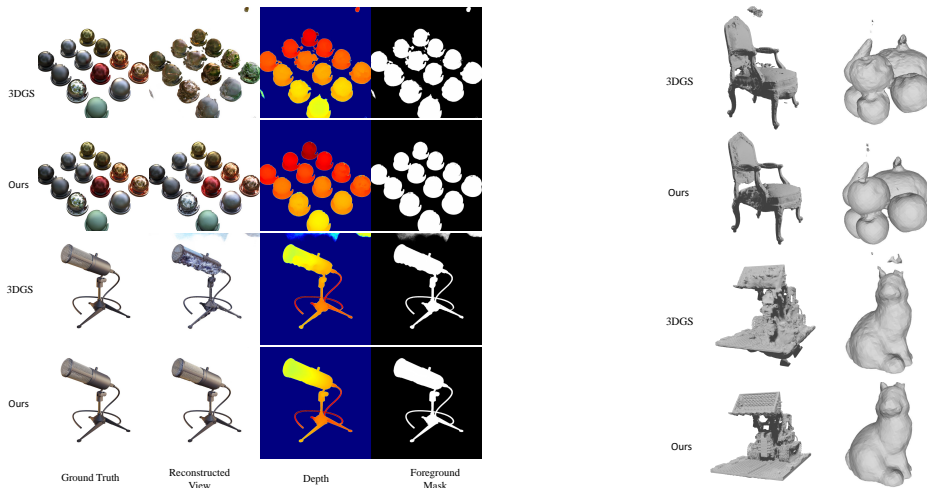 3DGS
Ours
3DGS
Ours
Ground Truth
Reconstructed
View
Depth
Foreground
Mask
3DGS
Ours
3DGS
Ours